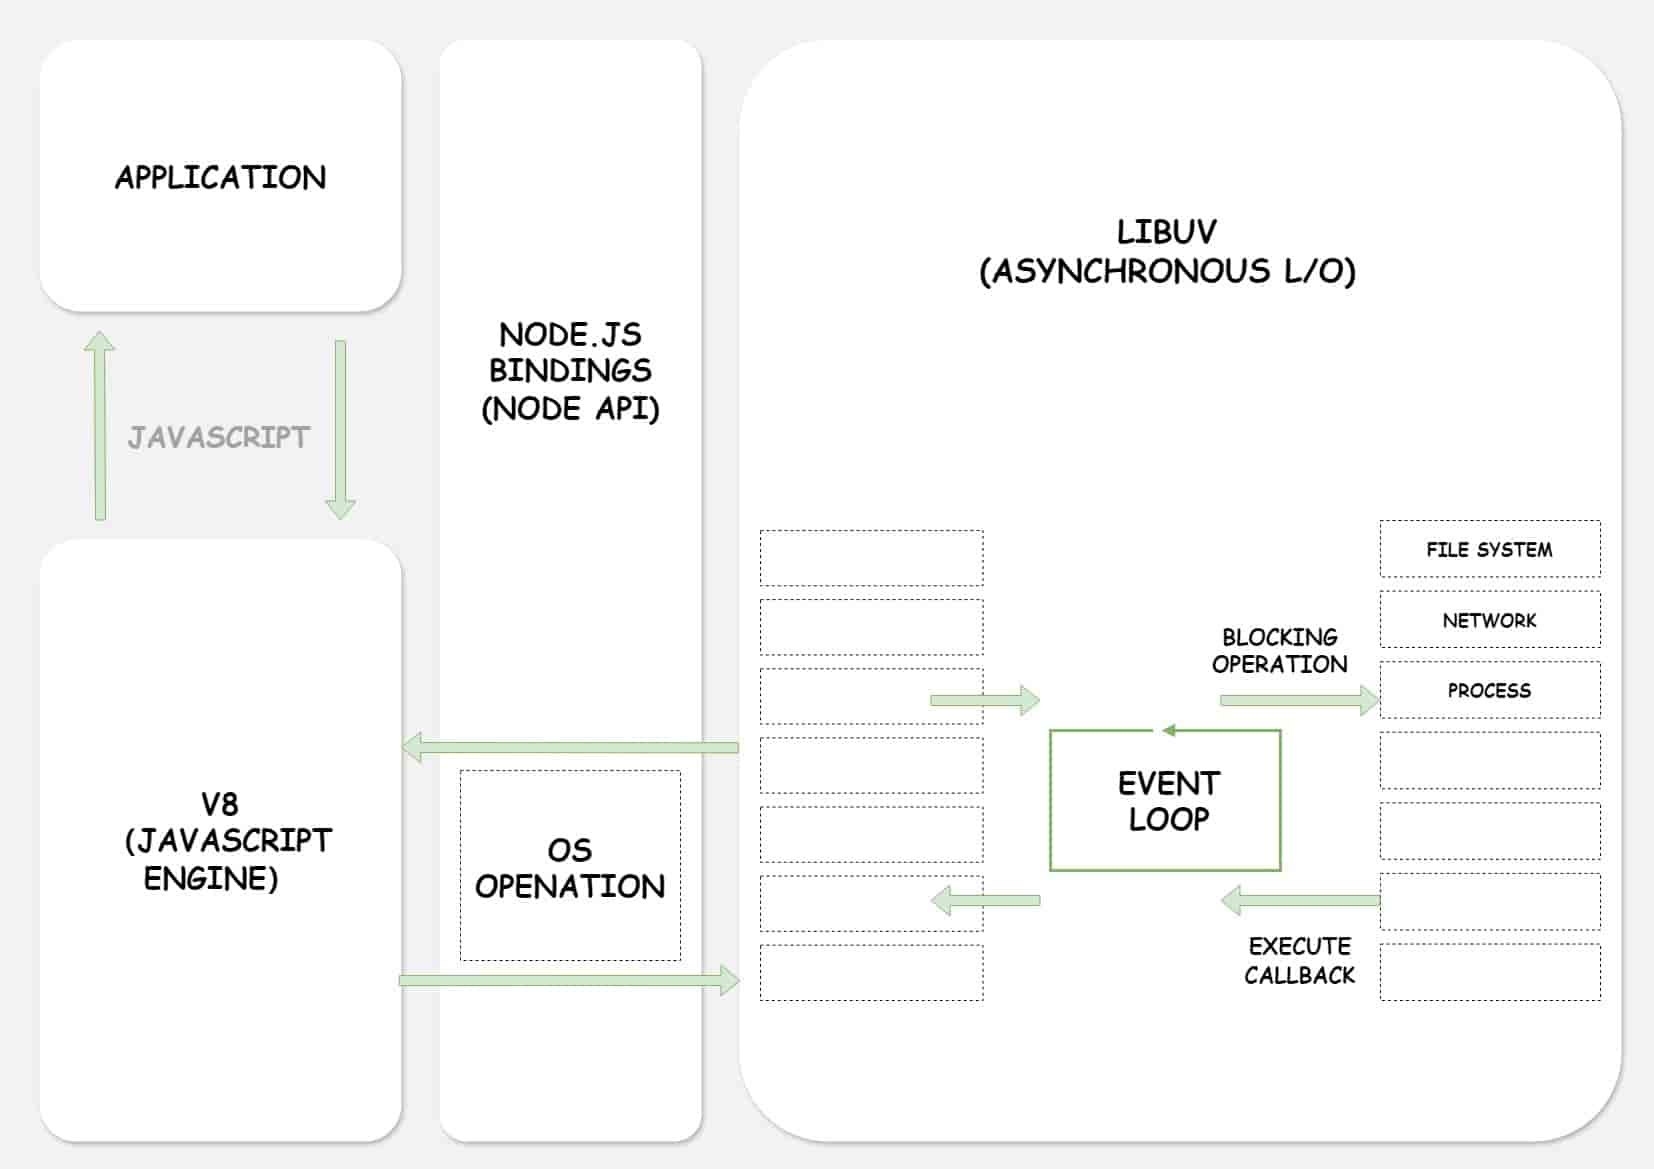 APPLICATION
JAVASCRIPT
V8
(JAVASCRIPT
ENGINE)
NODE.JS
BINDINGS
(NODE API)
OS
OPENATION
LIBUV
(ASYNCHRONOUS L/O)
EVENT
LOOP
BLOCKING
OPERATION
EXECUTE
CALLBACK
FILE SYSTEM
NETWORK
PROCESS